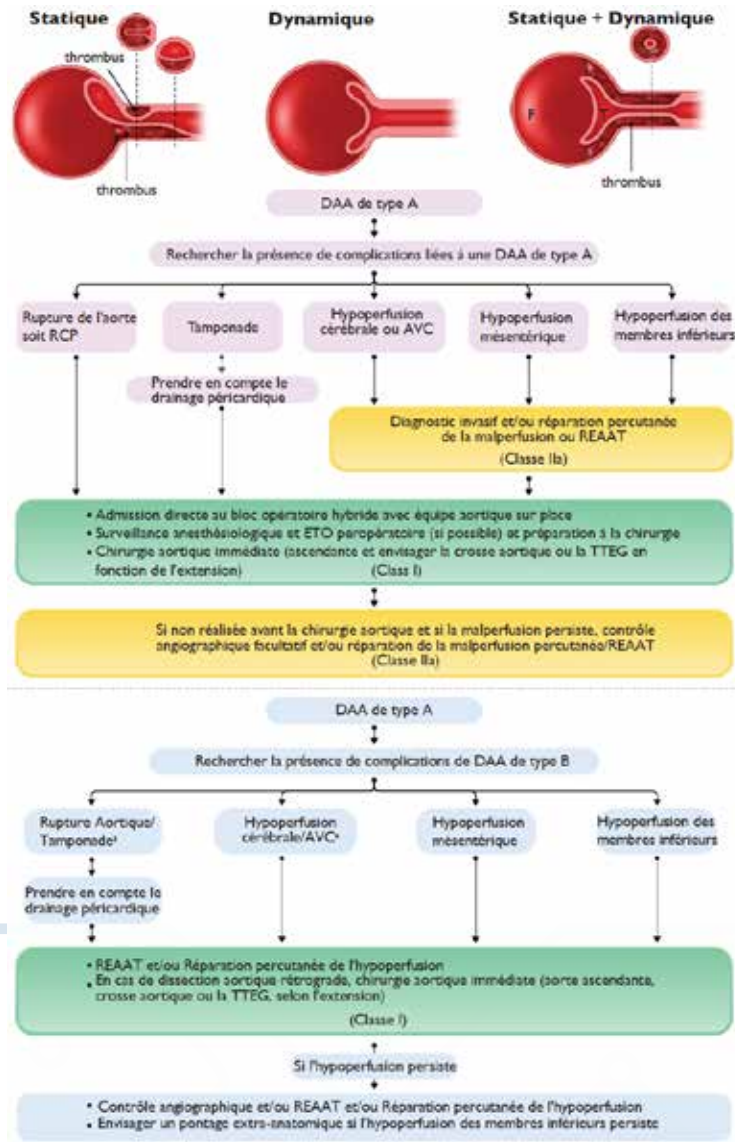 Statique
Dynamique
Statique + Dynamique
thrombus
F
thrombus
thrombus
DAA de type A
Rechercher la présence de complications liées à une DAA de type A
Rupture de l'aorte
soit RCP
Tamponade
Hypoperfusion
cérébrale ou AVC
Hypoperfusion
mésentérique
Hypoperfusion des
membres inférieurs
Prendre en compte le
drainage péricardique
Diagnostic invasif et/ou réparation percutanée
de la malperfusion ou REAAT
(Classe IIa)
• Admission directe au bloc opératoire hybride avec équipe aortique sur place
• Surveillance anesthésiologique et ETO peropératoire (si possible) et préparation à la chirurgie
• Chirurgie aortique immédiate (ascendante et envisager la crosse aortique ou la TTEG en
fonction de l'extension) (Class I)
Si non réalisée avant la chirurgie aortique et si la malperfusion persiste, contrôle
angiographique facultatif et/ou réparation de la malperfusion percutanée/REAAT
(Classe IIa)
DAA de type A
Rechercher la présence de complications de DAA de type B
Rupture Aortique/
Tamponade
Hypoperfusion
cérébrale/AVC
Hypoperfusion
mésentérique
Hypoperfusion des
membres inférieurs
Prendre en compte le
drainage péricardique
• REAAT et/ou Réparation percutanée de l'hypoperfusion
• En cas de dissection aortique rétrograde, chirurgie aortique immédiate (aorte ascendante,
crosse aortique ou la TTEG, selon l'extension)
(Classe I)
Si l'hypoperfusion persiste
• Contrôle angiographique et/ou REAAT et/ou Réparation percutanée de l'hypoperfusion
• Envisager un pontage extra-anatomique si l'hypoperfusion des membres inférieurs persiste